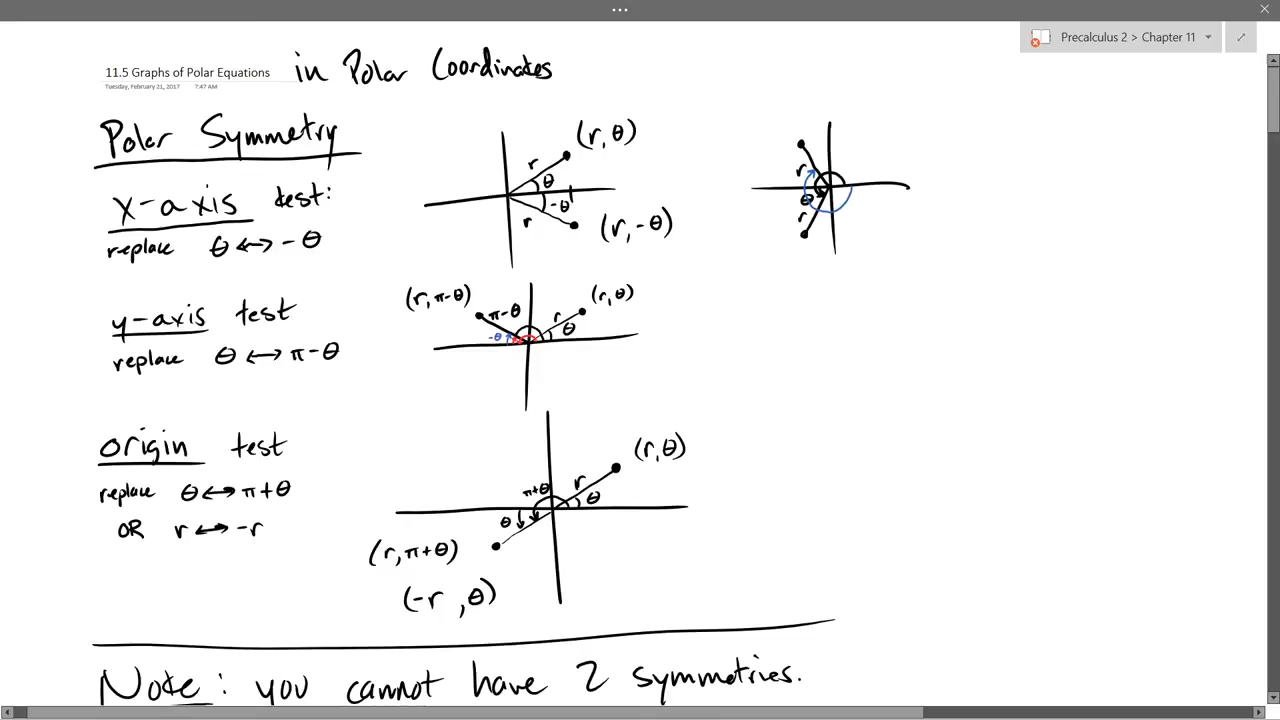 •••
Precalculus 2 > Chapter 11
11.5 Graphs of Polar Equations in Polar Coordinates
Tuesday, February 21, 2017 7:47 AM
Polar Symmetry
x-axis test:
replace θ ↔ -θ
(r, θ)
r
θ
-θ
r
(r, -θ)
r
θ
r
y-axis test
replace θ ↔ π-θ
(r, π-θ)
π-θ
r
(r, θ)
θ
-θ
origin test
replace θ ↔ π+θ
OR r ↔ -r
(r, θ)
r
π+θ
θ
θ
(r, π+θ)
(-r, θ)
Note: you cannot have 2 symmetries.